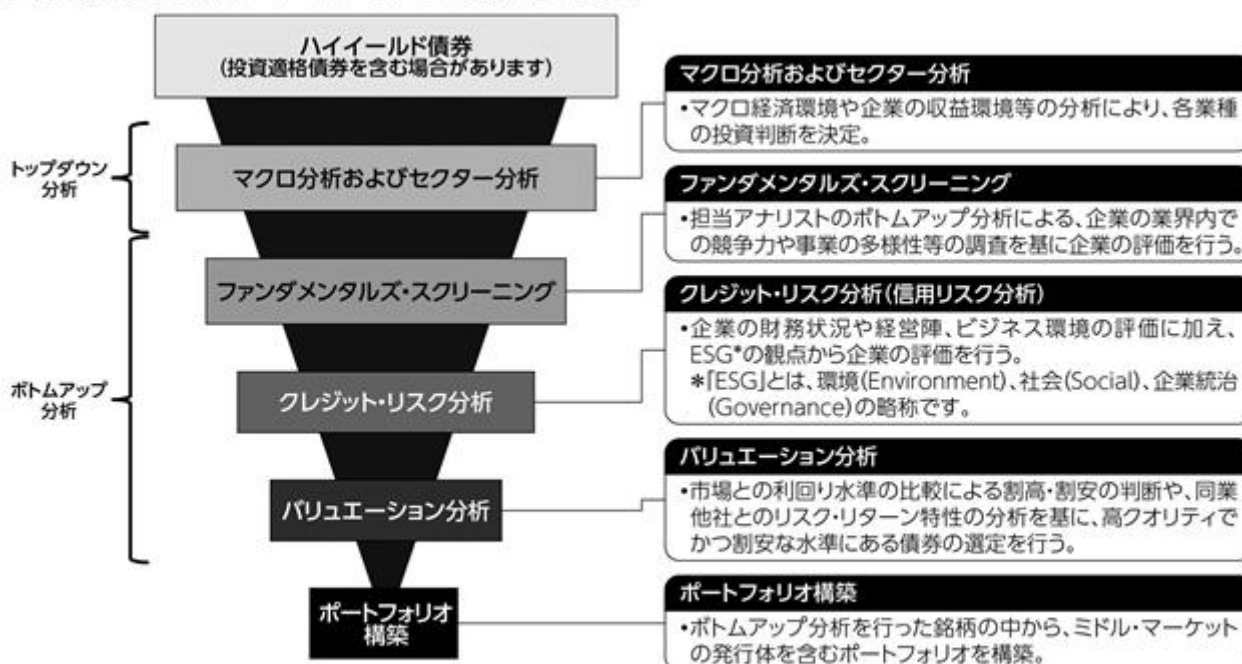 ハイイールド債券
(投資適格債券を含む場合があります)
トップダウン
分析
マクロ分析およびセクター分析
ボトムアップ
分析
ファンダメンタルズ・スクリーニング
クレジット・リスク分析
バリュエーション分析
ポートフォリオ
構築
マクロ分析およびセクター分析
•マクロ経済環境や企業の収益環境等の分析により、各業種
の投資判断を決定。
ファンダメンタルズ・スクリーニング
•担当アナリストのボトムアップ分析による、企業の業界内で
の競争力や事業の多様性等の調査を基に企業の評価を行う。
クレジット・リスク分析(信用リスク分析)
•企業の財務状況や経営陣、ビジネス環境の評価に加え、
ESG*の観点から企業の評価を行う。
*「ESG」とは、環境(Environment)、社会(Social)、企業統治
(Governance)の略称です。
バリュエーション分析
•市場との利回り水準の比較による割高・割安の判断や、同業
他社とのリスク・リターン特性の分析を基に、高クオリティで
かつ割安な水準にある債券の選定を行う。
ポートフォリオ構築
•ボトムアップ分析を行った銘柄の中から、ミドル・マーケット
の発行体を含むポートフォリオを構築。